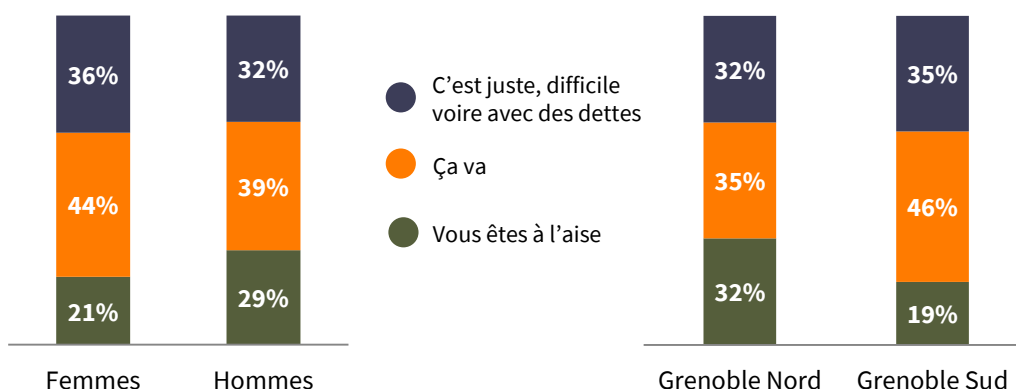 36%
44%
21%
Femmes
32%
39%
29%
Hommes
C’est juste, difficile
voire avec des dettes
Ça va
Vous êtes à l’aise
32%
35%
32%
Grenoble Nord
35%
46%
19%
Grenoble Sud